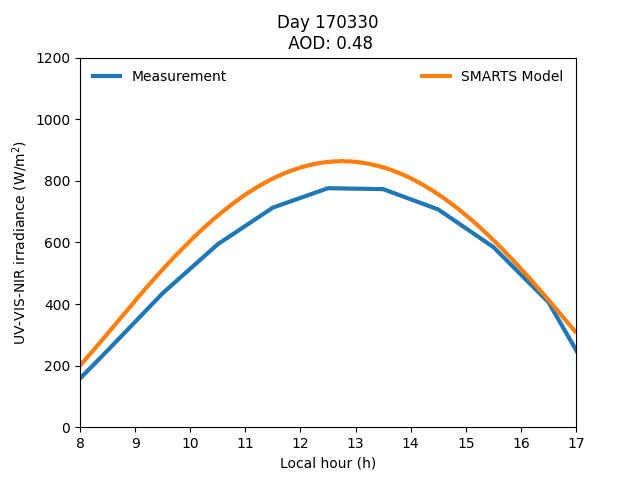 Day 170330
AOD: 0.48
Measurement
SMARTS Model
UV-VIS-NIR irradiance (W/m²)
1200
1000
800
600
400
200
0
8 9 10 11 12 13 14 15 16 17
Local hour (h)